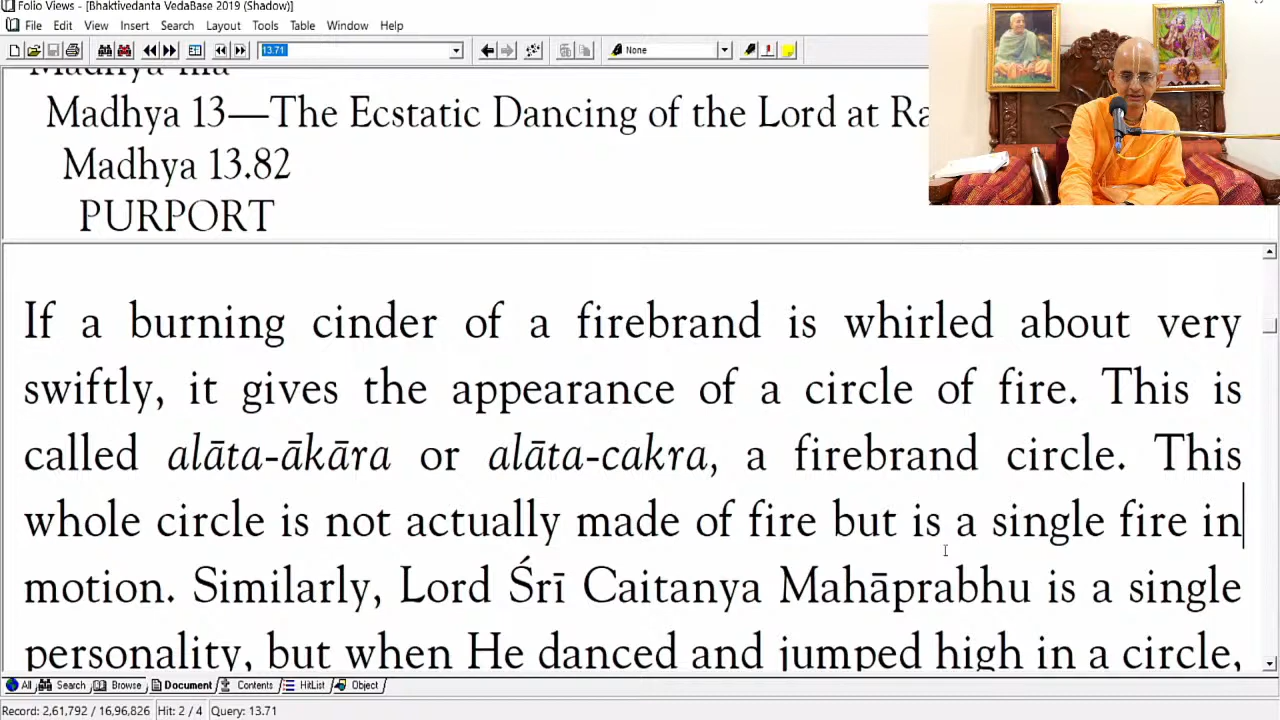 Folio Views - [Bhaktivedanta VedaBase 2019 (Shadow)]
File Edit View Insert Search Layout Tools Table Window Help
13.71 None
Madhya 13—The Ecstatic Dancing of the Lord at Ra
Madhya 13.82
PURPORT
If a burning cinder of a firebrand is whirled about very
swiftly, it gives the appearance of a circle of fire. This is
called alāta-ākāra or alāta-cakra, a firebrand circle. This
whole circle is not actually made of fire but is a single fire in
motion. Similarly, Lord Śrī Caitanya Mahāprabhu is a single
personality, but when He danced and jumped high in a circle,
All Search Browse Document Contents HitList Object
Record: 2,61,792 / 16,96,826 Hit: 2 / 4 Query: 13.71